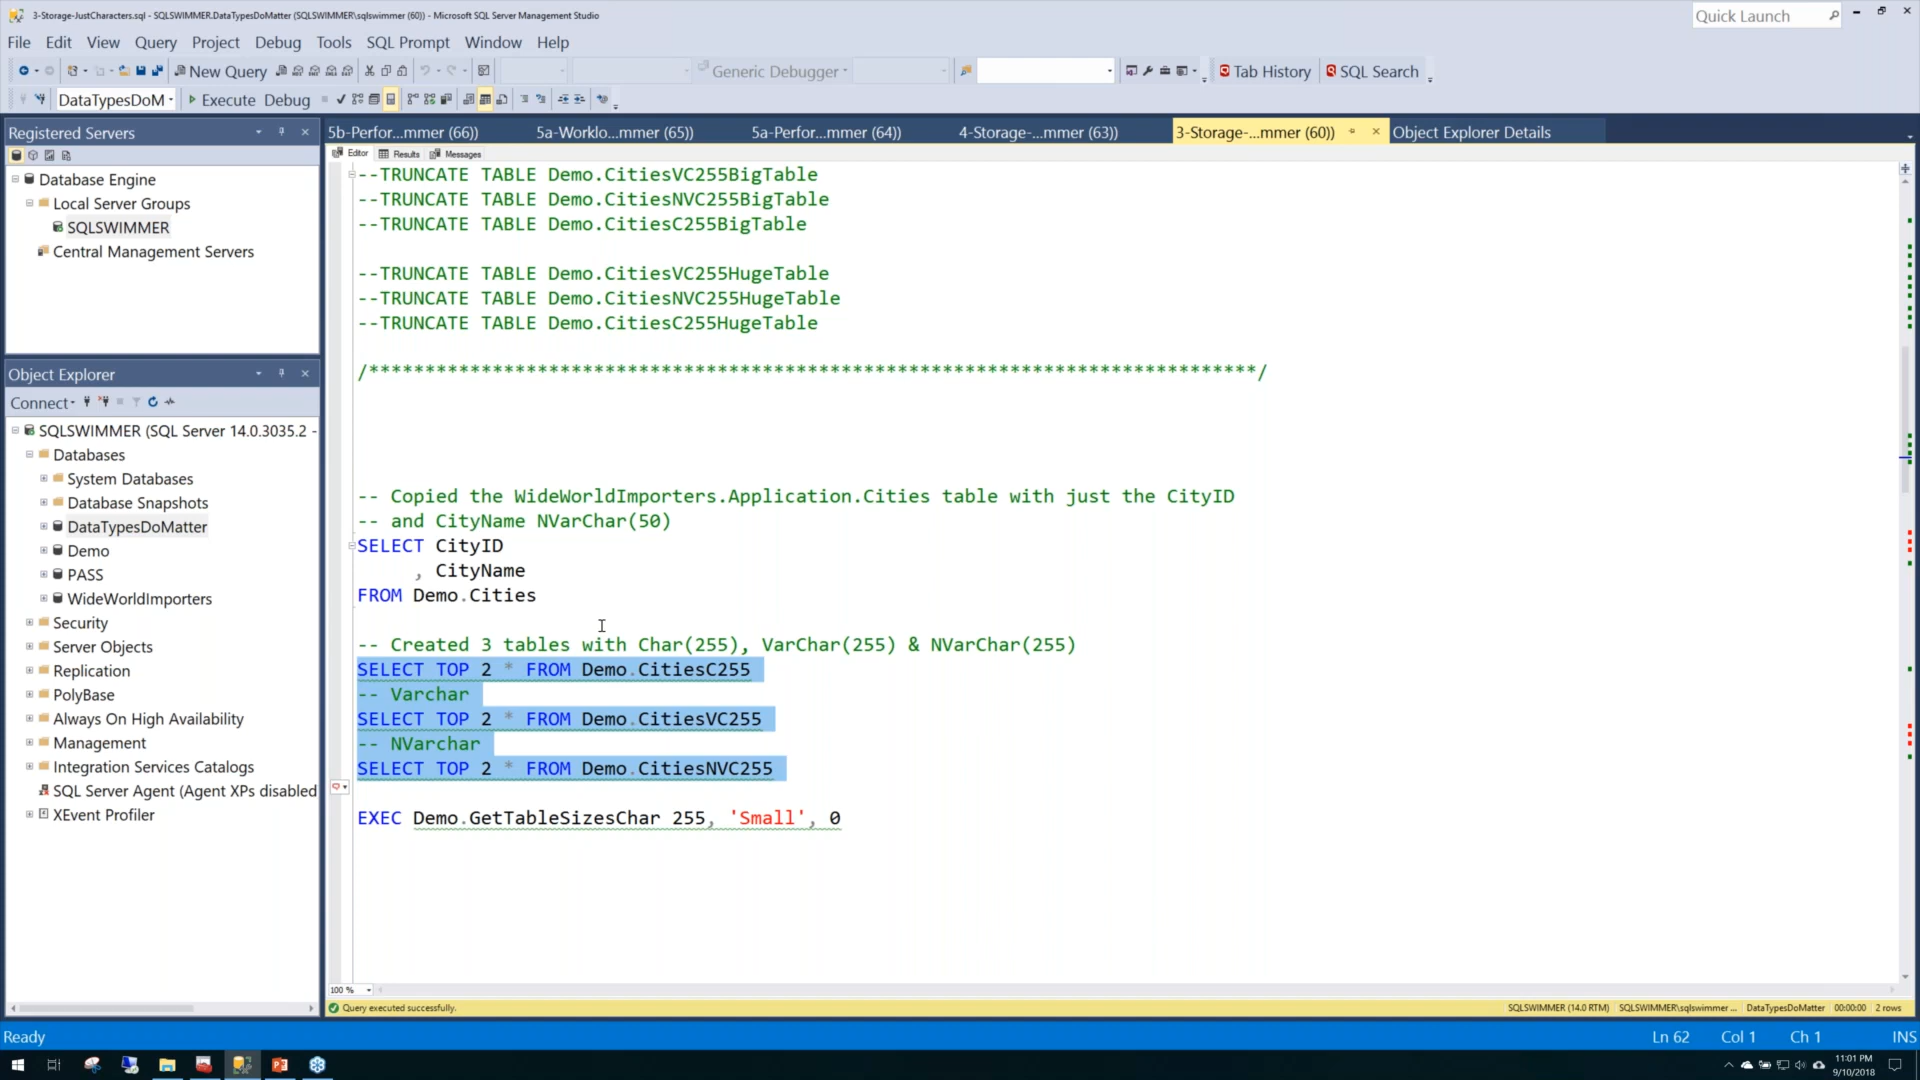 3-Storage-JustCharacters.sql - SQLSWIMMER.DataTypesDoMatter (SQLSWIMMER\sqlswimmer (60)) - Microsoft SQL Server Management Studio
Quick Launch
File Edit View Query Project Debug Tools SQL Prompt Window Help
New Query Generic Debugger Tab History SQL Search
DataTypesDoM Execute Debug
Registered Servers
5b-Perfor...mmer (66)) 5a-Worklo...mmer (65)) 5a-Perfor...mmer (64)) 4-Storage-...mmer (63)) 3-Storage-...mmer (60)) Object Explorer Details
Editor Results Messages
Database Engine
Local Server Groups
SQLSWIMMER
Central Management Servers
Object Explorer
Connect
SQLSWIMMER (SQL Server 14.0.3035.2 -
Databases
System Databases
Database Snapshots
DataTypesDoMatter
Demo
PASS
WideWorldImporters
Security
Server Objects
Replication
PolyBase
Always On High Availability
Management
Integration Services Catalogs
SQL Server Agent (Agent XPs disabled
XEvent Profiler
--TRUNCATE TABLE Demo.CitiesVC255BigTable
--TRUNCATE TABLE Demo.CitiesNVC255BigTable
--TRUNCATE TABLE Demo.CitiesC255BigTable
--TRUNCATE TABLE Demo.CitiesVC255HugeTable
--TRUNCATE TABLE Demo.CitiesNVC255HugeTable
--TRUNCATE TABLE Demo.CitiesC255HugeTable
/*******************************************************************************/
-- Copied the WideWorldImporters.Application.Cities table with just the CityID
-- and CityName NVarChar(50)
SELECT CityID
, CityName
FROM Demo.Cities
-- Created 3 tables with Char(255), VarChar(255) & NVarChar(255)
SELECT TOP 2 * FROM Demo.CitiesC255
-- Varchar
SELECT TOP 2 * FROM Demo.CitiesVC255
-- NVarchar
SELECT TOP 2 * FROM Demo.CitiesNVC255
EXEC Demo.GetTableSizesChar 255, 'Small', 0
100 %
Query executed successfully. SQLSWIMMER (14.0 RTM) SQLSWIMMER\sqlswimmer ... DataTypesDoMatter 00:00:00 2 rows
Ready Ln 62 Col 1 Ch 1 INS
11:01 PM
9/10/2018